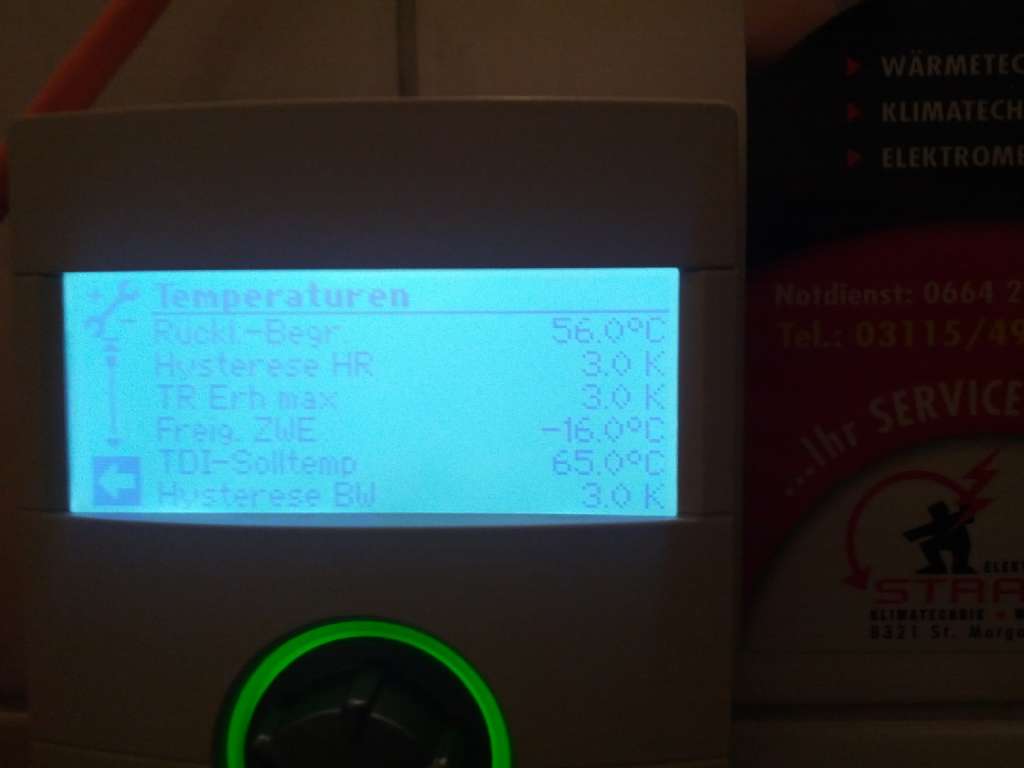 Temperaturen
Rückl.-Begr 56.0°C
Hysterese HR 3.0 K
TR Erh max 3.0 K
Freig. ZWE -16.0°C
TDI-Solltemp 65.0°C
Hysterese BW 3.0 K
WÄRMETEC
KLIMATECH
ELEKTROME
Notdienst: 0664 2
Tel.: 03115/49
...Ihr SERVICE
ELEKT
STRA
KLIMATECHNIK
8321 St. Marga